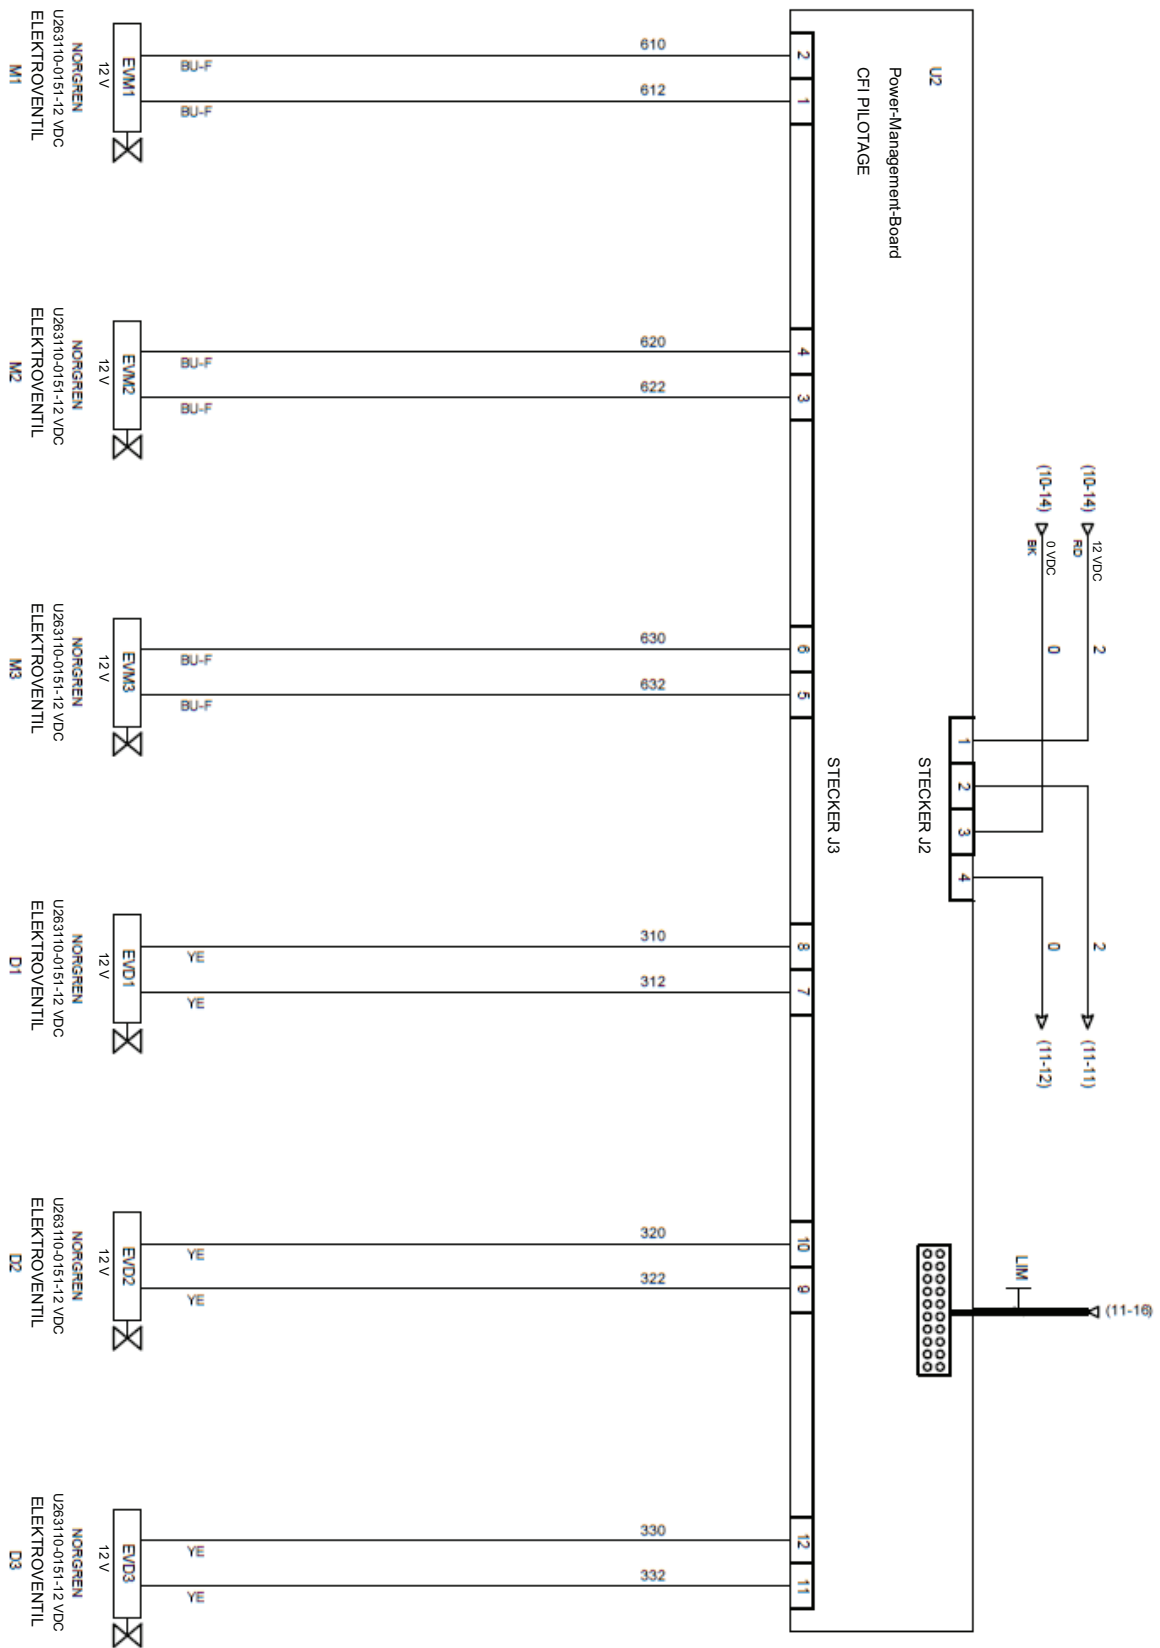 U2
Power-Management-Board
CFI PILOTAGE
(10-14) 12 VDC RD 2
(10-14) 0 VDC BK 0
2 (11-11)
0 (11-12)
LIM
(11-16)
STECKER J2
1 2 3 4
STECKER J3
2 1 4 3 6 5 8 7 10 9 12 11
610 612 620 622 630 632 310 312 320 322 330 332
BU-F BU-F BU-F BU-F BU-F BU-F YE YE YE YE YE YE
EVM1
12 V
NORGREN
U263110-0151-12 VDC
ELEKTROVENTIL
M1
EVM2
12 V
NORGREN
U263110-0151-12 VDC
ELEKTROVENTIL
M2
EVM3
12 V
NORGREN
U263110-0151-12 VDC
ELEKTROVENTIL
M3
EVD1
12 V
NORGREN
U263110-0151-12 VDC
ELEKTROVENTIL
D1
EVD2
12 V
NORGREN
U263110-0151-12 VDC
ELEKTROVENTIL
D2
EVD3
12 V
NORGREN
U263110-0151-12 VDC
ELEKTROVENTIL
D3